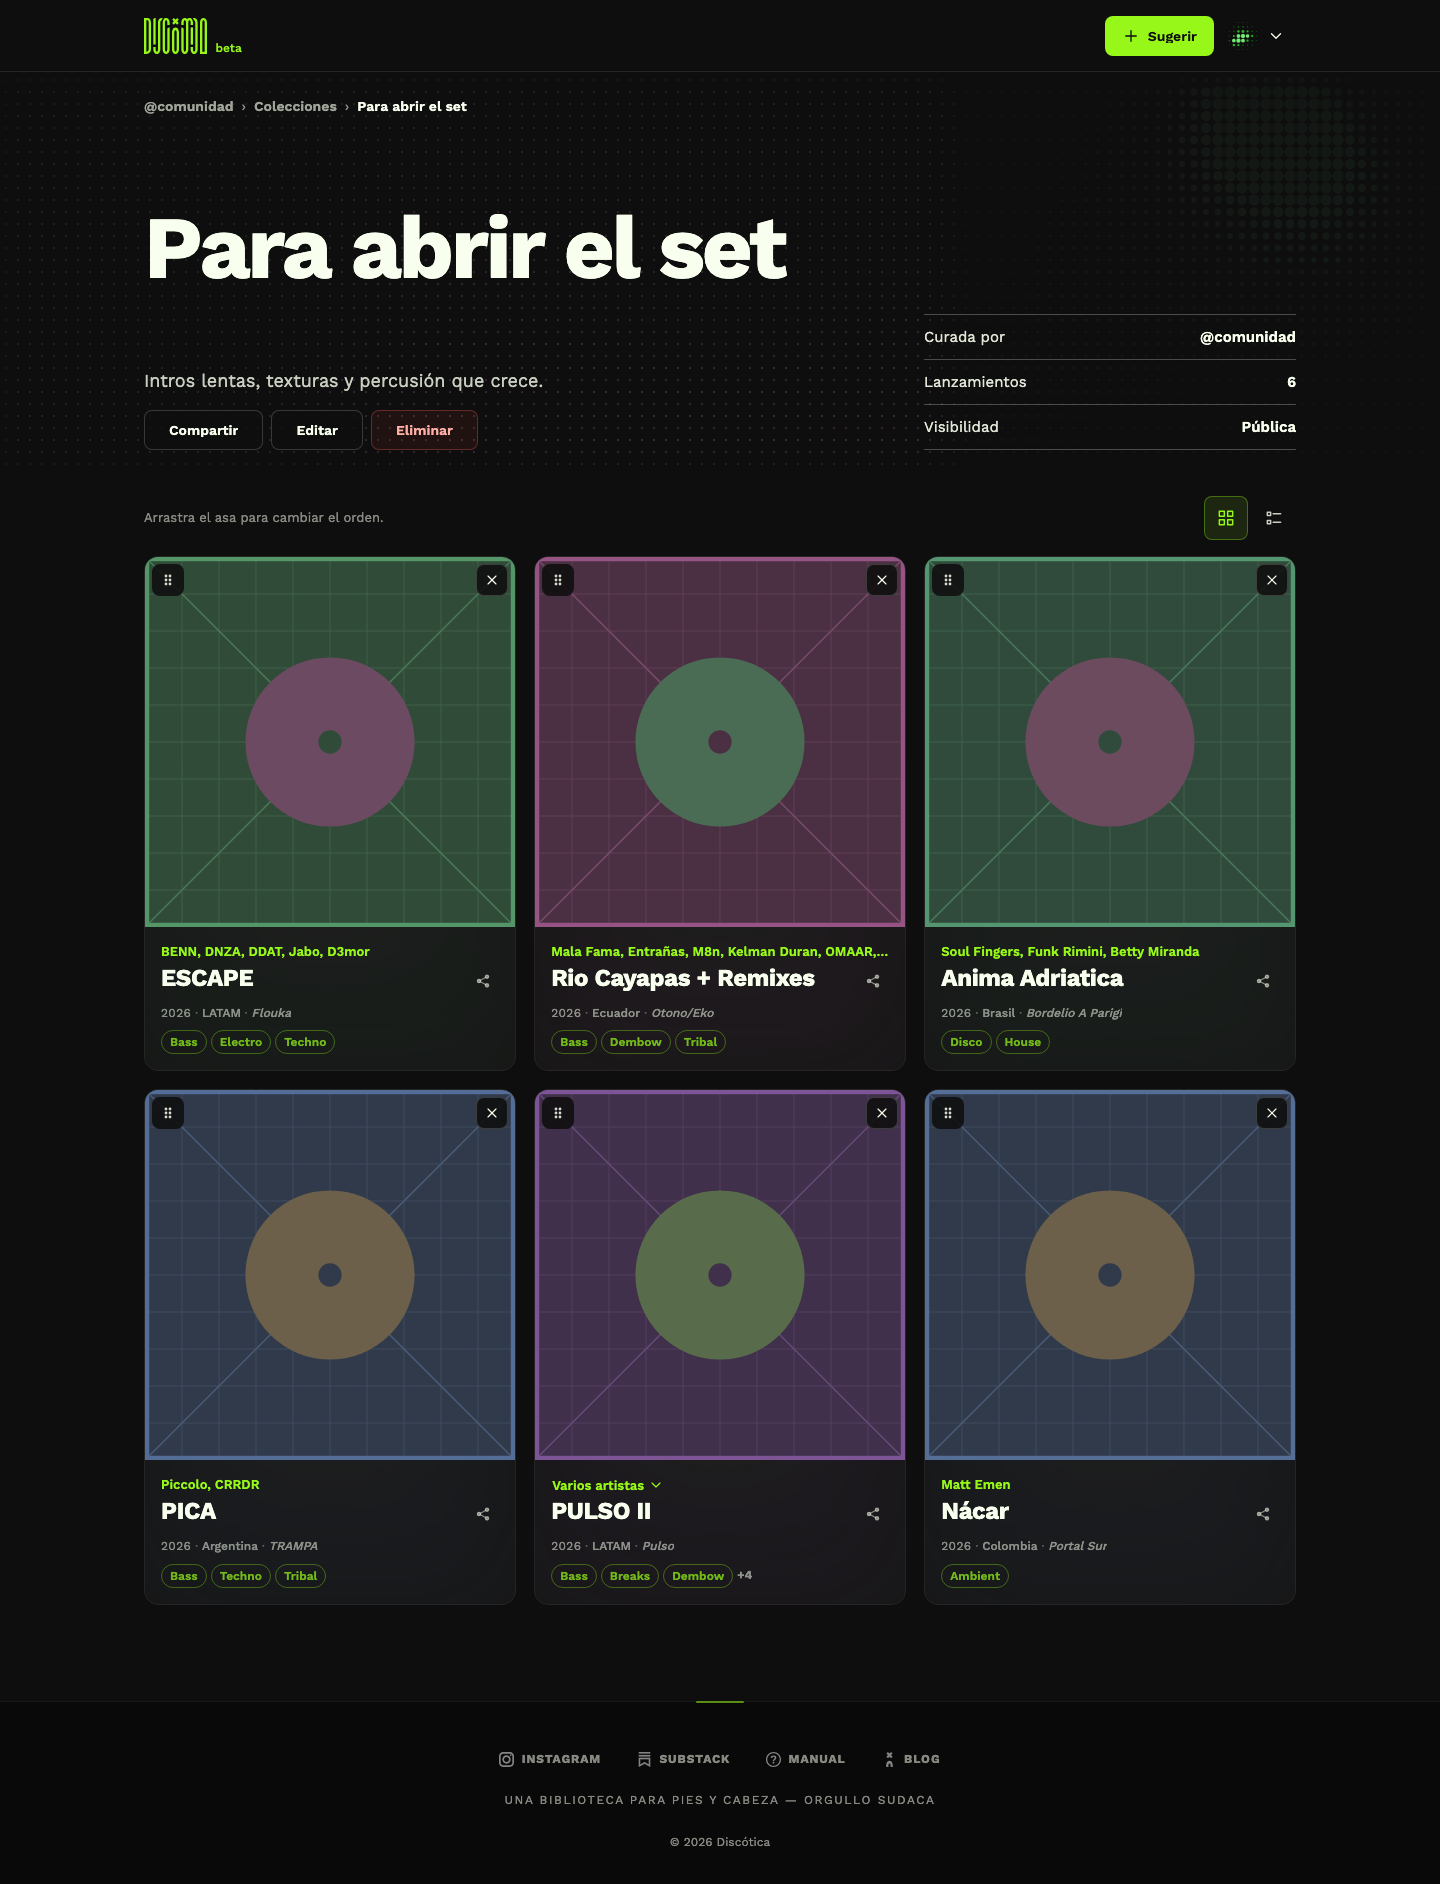 DISCÓTICA beta
Sugerir
@comunidad › Colecciones › Para abrir el set
Para abrir el set
Curada por @comunidad
Intros lentas, texturas y percusión que crece.
Lanzamientos 6
Compartir Editar Eliminar
Visibilidad Pública
Arrastra el asa para cambiar el orden.
BENN, DNZA, DDAT, Jabo, D3mor
ESCAPE
2026 · LATAM · Flouka
Bass Electro Techno
Mala Fama, Entrañas, M8n, Kelman Duran, OMAAR,...
Rio Cayapas + Remixes
2026 · Ecuador · Otono/Eko
Bass Dembow Tribal
Soul Fingers, Funk Rimini, Betty Miranda
Anima Adriatica
2026 · Brasil · Bordelio A Parigi
Disco House
Piccolo, CRRDR
PICA
2026 · Argentina · TRAMPA
Bass Techno Tribal
Varios artistas
PULSO II
2026 · LATAM · Pulso
Bass Breaks Dembow +4
Matt Emen
Nácar
2026 · Colombia · Portal Sur
Ambient
INSTAGRAM SUBSTACK MANUAL BLOG
UNA BIBLIOTECA PARA PIES Y CABEZA — ORGULLO SUDACA
© 2026 Discótica